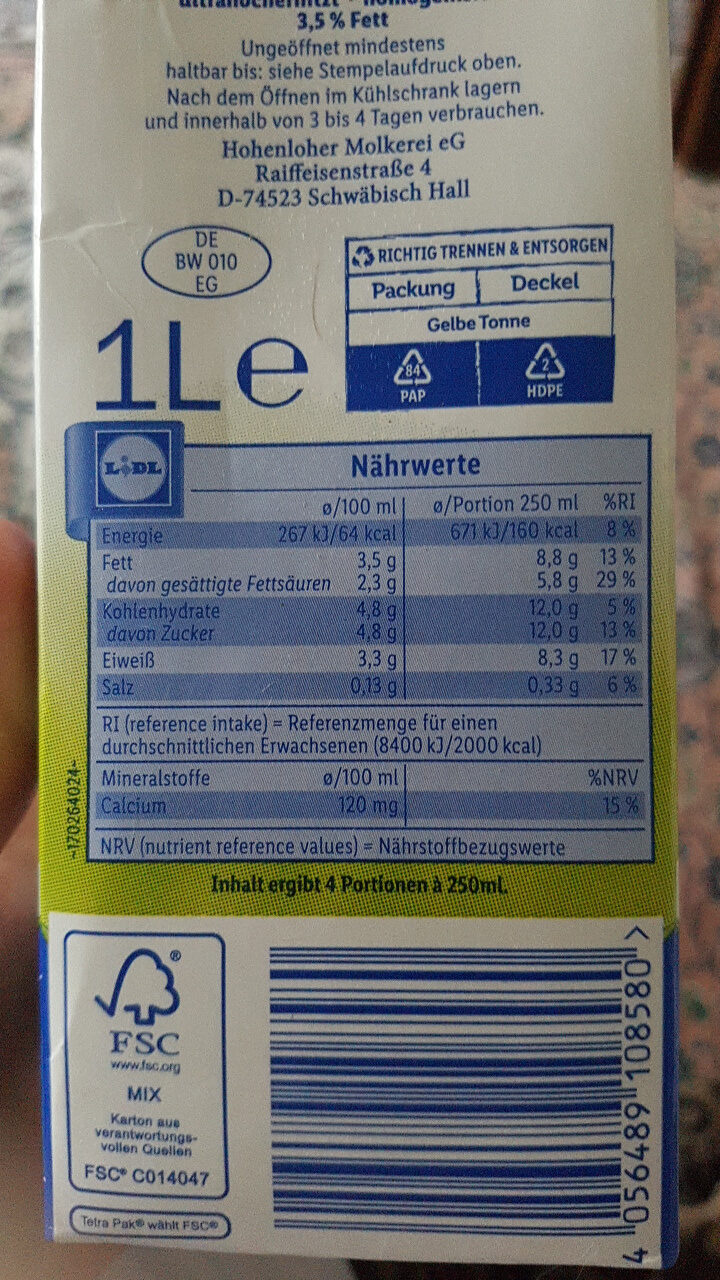 3,5 % Fett
Ungeöffnet mindestens
haltbar bis: siehe Stempelaufdruck oben.
Nach dem Öffnen im Kühlschrank lagern
und innerhalb von 3 bis 4 Tagen verbrauchen.
Hohenloher Molkerei eG
Raiffeisenstraße 4
D-74523 Schwäbisch Hall
DE
BW 010
EG
RICHTIG TRENNEN & ENTSORGEN
Packung Deckel
Gelbe Tonne
84 2
PAP HDPE
1L e
LIDL
Nährwerte
ø/100 ml ø/Portion 250 ml %RI
Energie 267 kJ/64 kcal 671 kJ/160 kcal 8 %
Fett 3,5 g 8,8 g 13 %
davon gesättigte Fettsäuren 2,3 g 5,8 g 29 %
Kohlenhydrate 4,8 g 12,0 g 5 %
davon Zucker 4,8 g 12,0 g 13 %
Eiweiß 3,3 g 8,3 g 17 %
Salz 0,13 g 0,33 g 6 %
RI (reference intake) = Referenzmenge für einen
durchschnittlichen Erwachsenen (8400 kJ/2000 kcal)
Mineralstoffe ø/100 ml %NRV
Calcium 120 mg 15 %
NRV (nutrient reference values) = Nährstoffbezugswerte
~170264024~
Inhalt ergibt 4 Portionen à 250ml.
®
FSC
www.fsc.org
MIX
Karton aus
verantwortungs-
vollen Quellen
FSC® C014047
Tetra Pak® wählt FSC®
4 056489 108580 >